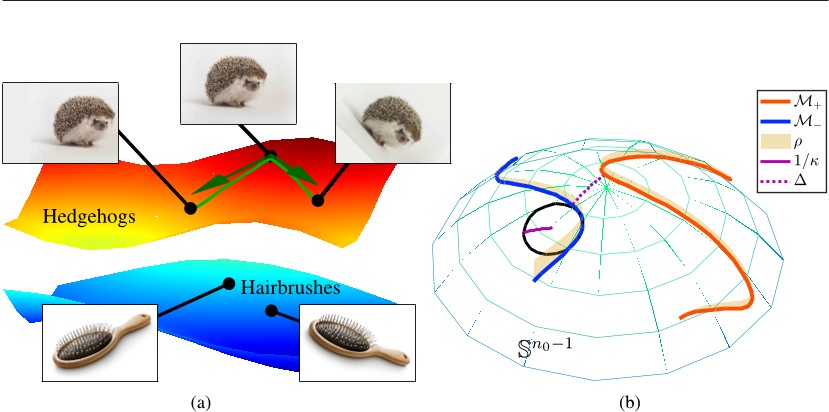 Hedgehogs
Hairbrushes
(a)
ℳ₊
ℳ₋
ρ
1/κ
Δ
𝕊ⁿ⁰⁻¹
(b)